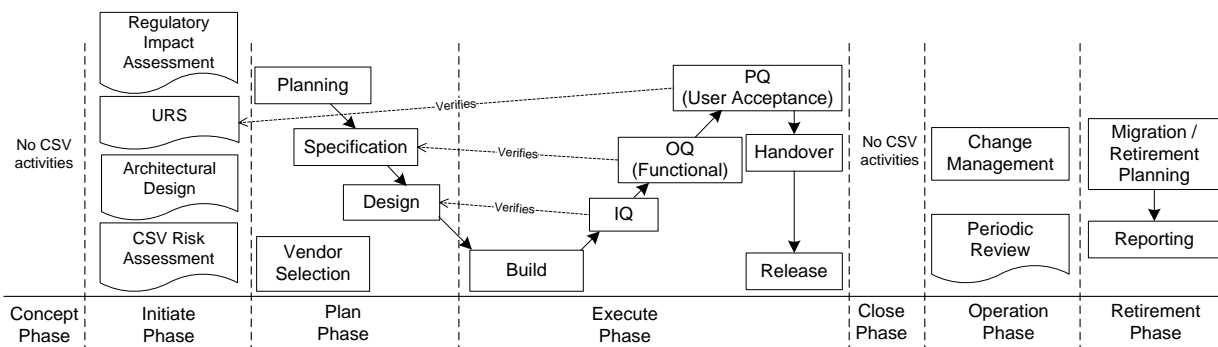 No CSV
activities
Regulatory
Impact
Assessment
URS
Architectural
Design
CSV Risk
Assessment
Planning
Specification
Design
Vendor
Selection
Build
IQ
OQ
(Functional)
PQ
(User Acceptance)
Verifies
Verifies
Verifies
Handover
Release
No CSV
activities
Change
Management
Periodic
Review
Migration /
Retirement
Planning
Reporting
Concept
Phase
Initiate
Phase
Plan
Phase
Execute
Phase
Close
Phase
Operation
Phase
Retirement
Phase